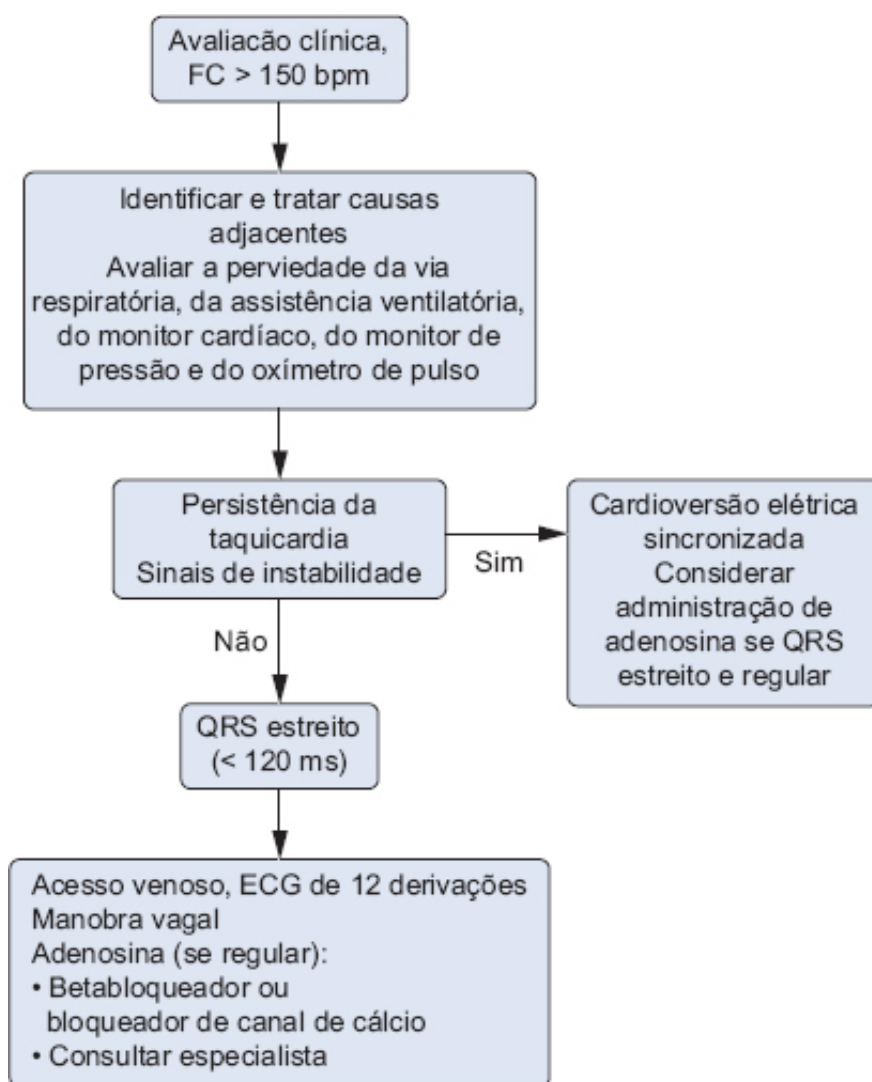 Avaliacão clínica,
FC > 150 bpm
Identificar e tratar causas
adjacentes
Avaliar a perviedade da via
respiratória, da assistência ventilatória,
do monitor cardíaco, do monitor de
pressão e do oxímetro de pulso
Persistência da
taquicardia
Sinais de instabilidade
Sim
Cardioversão elétrica
sincronizada
Considerar
administração de
adenosina se QRS
estreito e regular
Não
QRS estreito
(< 120 ms)
Acesso venoso, ECG de 12 derivações
Manobra vagal
Adenosina (se regular):
• Betabloqueador ou
bloqueador de canal de cálcio
• Consultar especialista